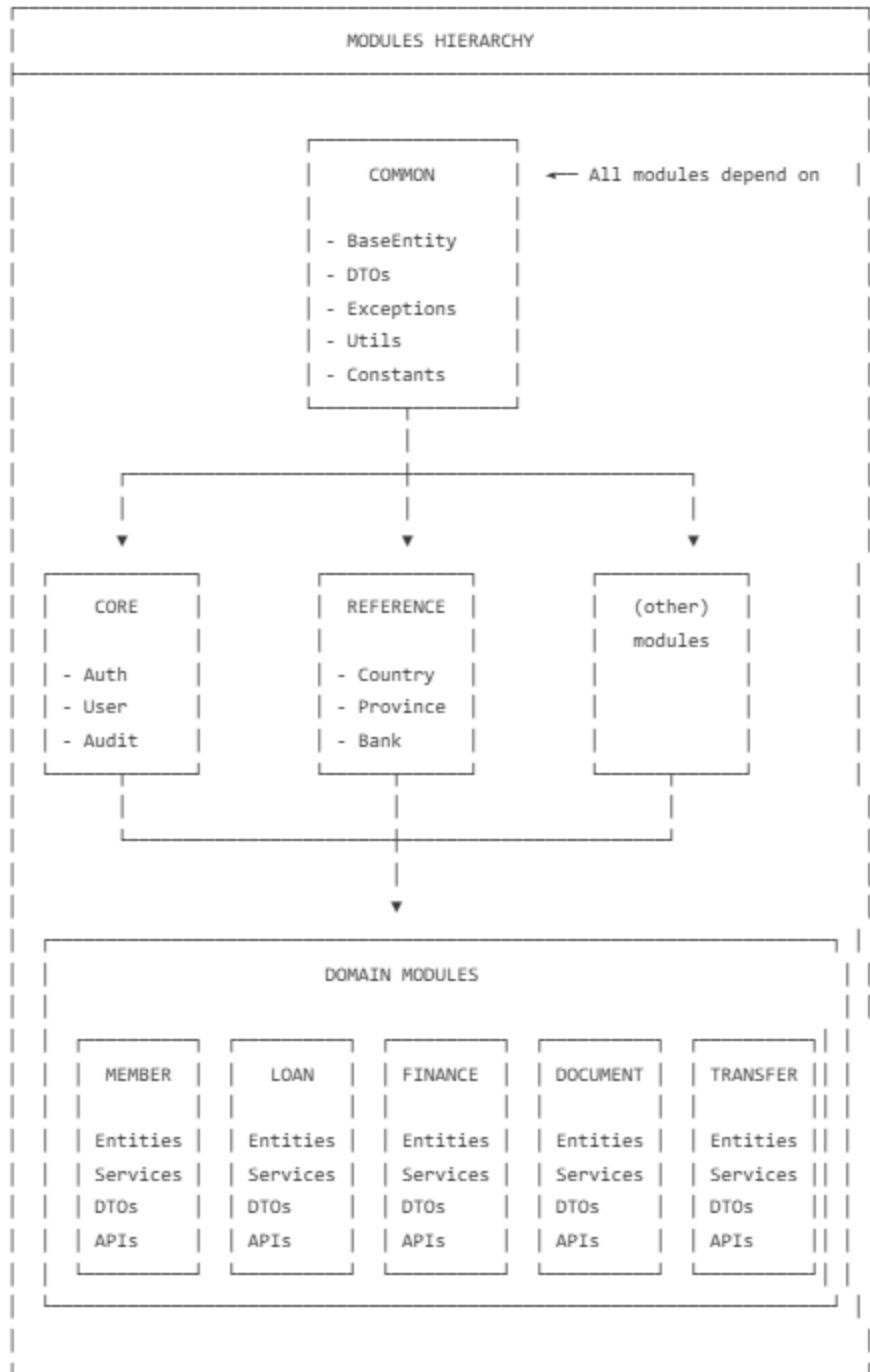 MODULES HIERARCHY
COMMON ◄── All modules depend on
- BaseEntity
- DTOs
- Exceptions
- Utils
- Constants
CORE REFERENCE (other)
modules
- Auth - Country
- User - Province
- Audit - Bank
DOMAIN MODULES
MEMBER LOAN FINANCE DOCUMENT TRANSFER
Entities Entities Entities Entities Entities
Services Services Services Services Services
DTOs DTOs DTOs DTOs DTOs
APIs APIs APIs APIs APIs